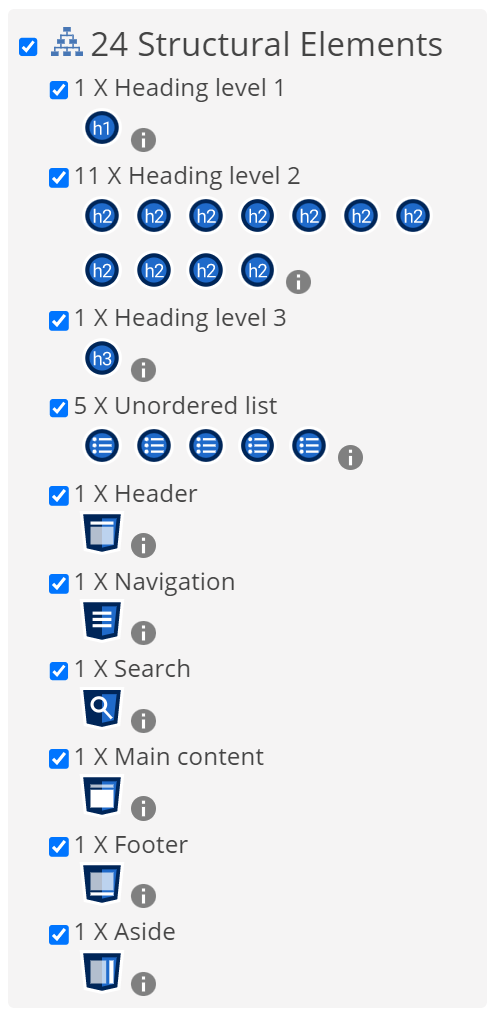 24 Structural Elements
1 X Heading level 1
h1
11 X Heading level 2
h2 h2 h2 h2 h2 h2 h2
h2 h2 h2 h2
1 X Heading level 3
h3
5 X Unordered list
1 X Header
1 X Navigation
1 X Search
1 X Main content
1 X Footer
1 X Aside